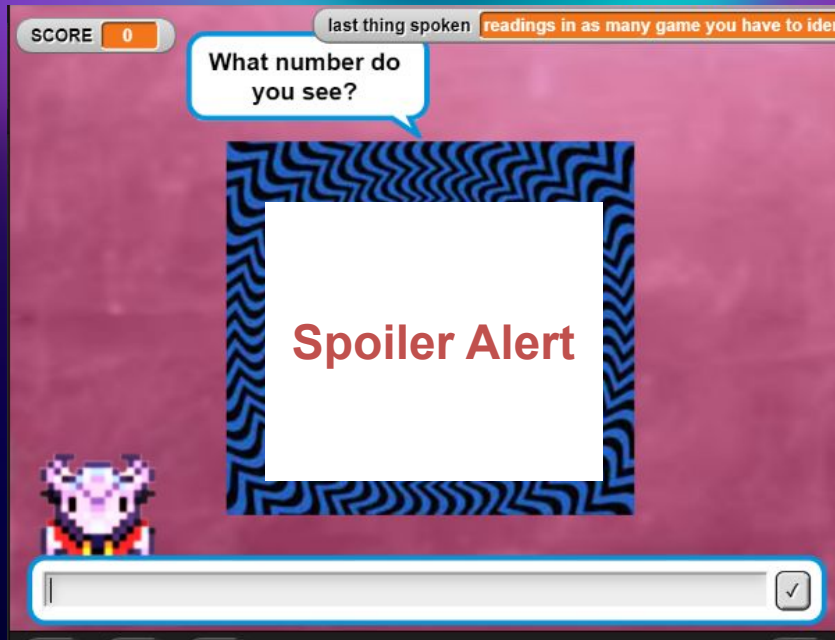 SCORE 0
last thing spoken readings in as many game you have to iden
What number do
you see?
Spoiler Alert
✓